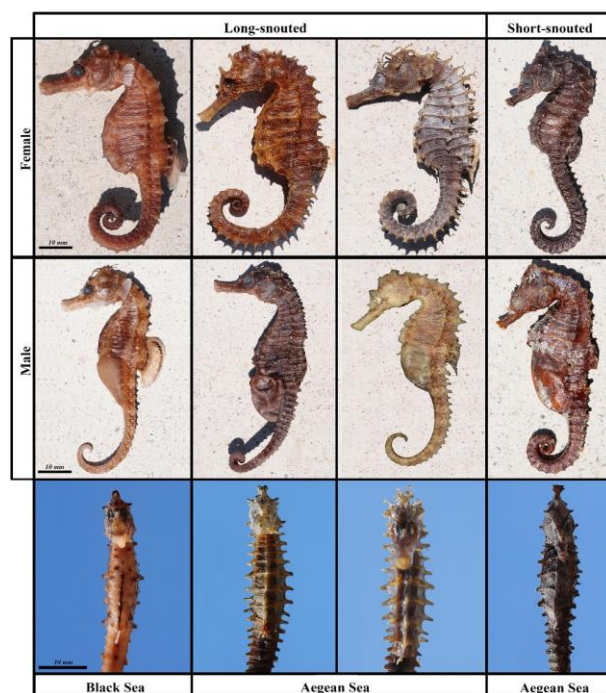 Long-snouted Short-snouted
Female
10 mm
Male
10 mm
10 mm
Black Sea Aegean Sea Aegean Sea